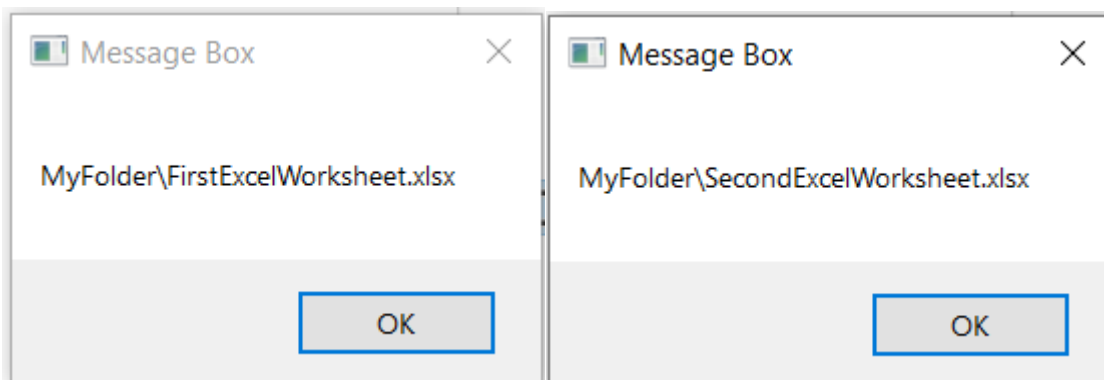 Message Box
MyFolder\FirstExcelWorksheet.xlsx
OK
Message Box
MyFolder\SecondExcelWorksheet.xlsx
OK